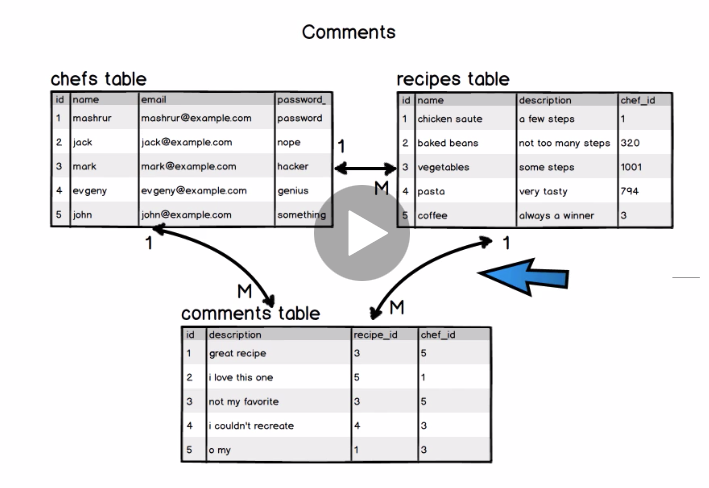 Comments
chefs table
id name email password_
1 mashrur mashrur@example.com password
2 jack jack@example.com nope
3 mark mark@example.com hacker
4 evgeny evgeny@example.com genius
5 john john@example.com something
recipes table
id name description chef_id
1 chicken saute a few steps 1
2 baked beans not too many steps 320
3 vegetables some steps 1001
4 pasta very tasty 794
5 coffee always a winner 3
1
M
1
M
1
M
comments table
id description recipe_id chef_id
1 great recipe 3 5
2 i love this one 5 1
3 not my favorite 3 5
4 i couldn't recreate 4 3
5 o my 1 3